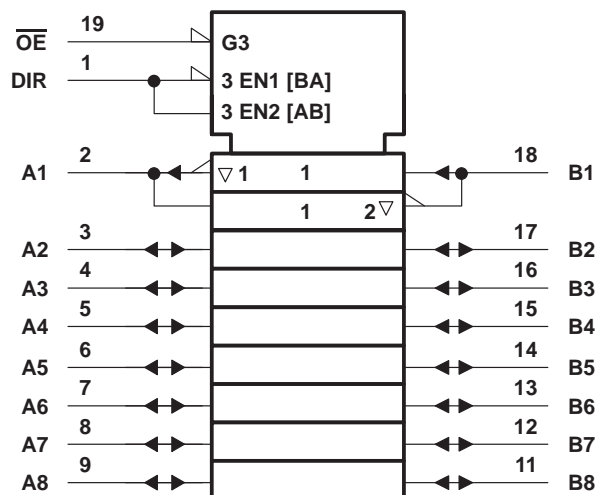 19
OE
G3
1
DIR
3 EN1 [BA]
3 EN2 [AB]
2
A1
▽ 1 1
18
B1
1 2 ▽
3
A2
17
B2
4
A3
16
B3
5
A4
15
B4
6
A5
14
B5
7
A6
13
B6
8
A7
12
B7
9
A8
11
B8